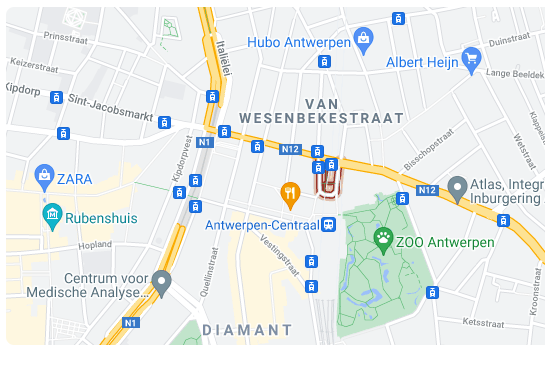 Prinsstraat
Keizerstraat
Kipdorp
Sint-Jacobsmarkt
Italiëlei
Hubo Antwerpen
Albert Heijn
Duinstraat
Lange Beeldek
VAN
WESENBEKESTRAAT
Klappeis
Wetstraat
Bisschopstraat
N1
N12
Kipdorpvest
ZARA
Rubenshuis
N12
Atlas, Integr
Inburgering
Antwerpen-Centraal
ZOO Antwerpen
Hopland
Quellinstraat
Vestingstraat
Centrum voor
Medische Analyse...
N1
DIAMANT
Kroonstraat
Ketsstraat